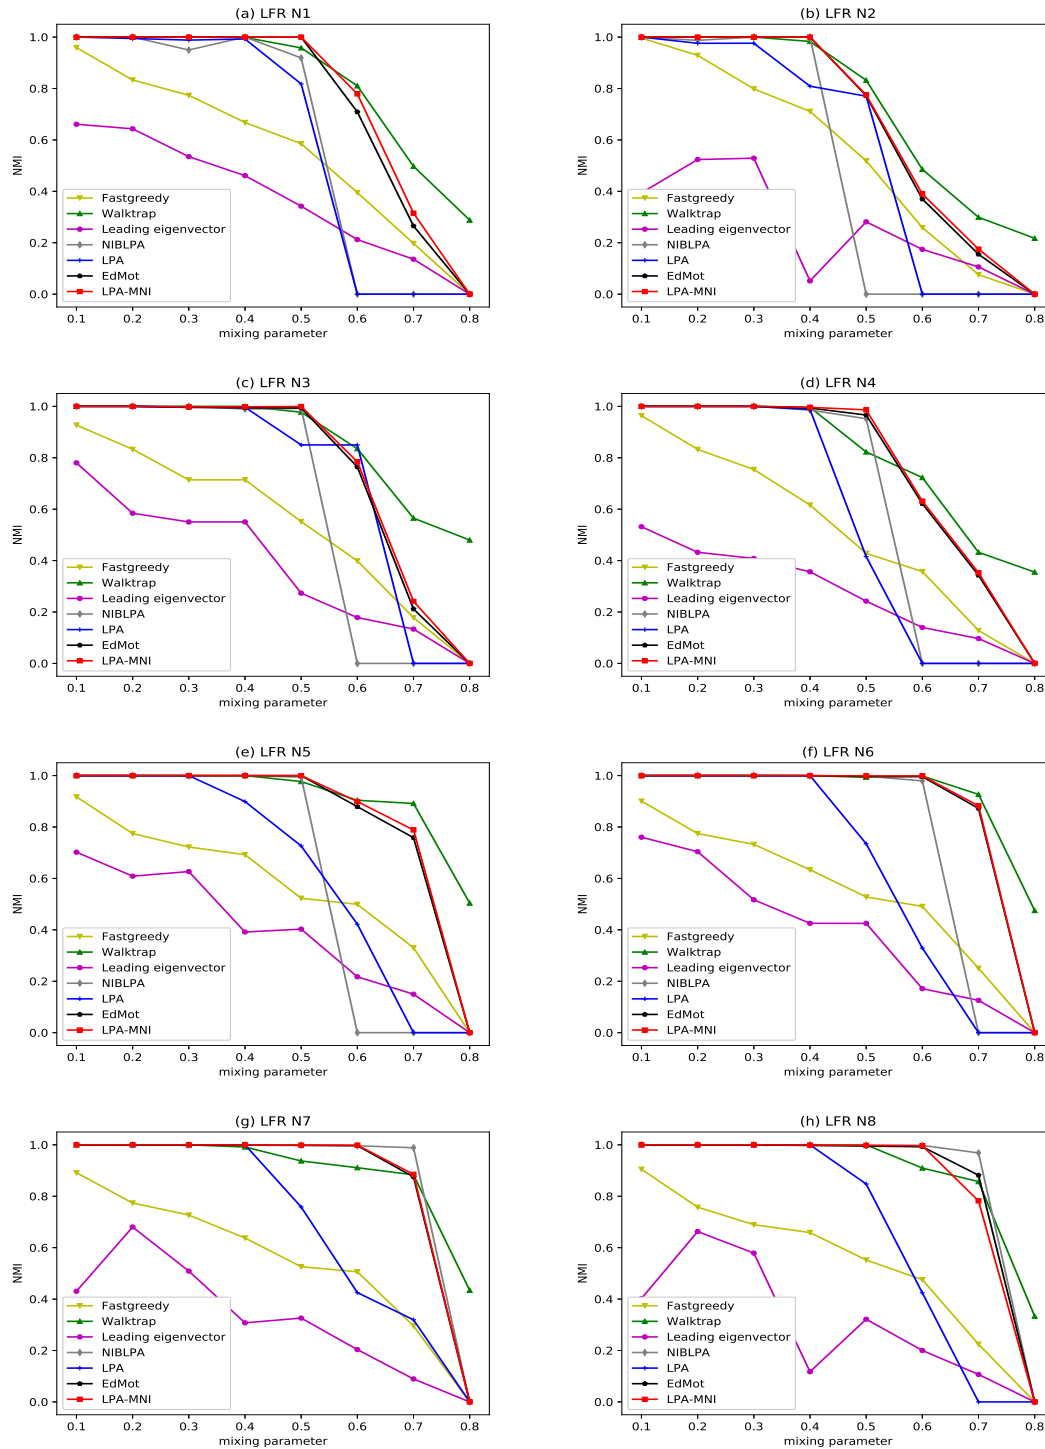 (a) LFR N1
1.0
0.8
0.6
0.4
0.2
0.0
NMI
Fastgreedy
Walktrap
Leading eigenvector
NIBLPA
LPA
EdMot
LPA-MNI
0.1 0.2 0.3 0.4 0.5 0.6 0.7 0.8
mixing parameter
(b) LFR N2
1.0
0.8
0.6
0.4
0.2
0.0
NMI
Fastgreedy
Walktrap
Leading eigenvector
NIBLPA
LPA
EdMot
LPA-MNI
0.1 0.2 0.3 0.4 0.5 0.6 0.7 0.8
mixing parameter
(c) LFR N3
1.0
0.8
0.6
0.4
0.2
0.0
NMI
Fastgreedy
Walktrap
Leading eigenvector
NIBLPA
LPA
EdMot
LPA-MNI
0.1 0.2 0.3 0.4 0.5 0.6 0.7 0.8
mixing parameter
(d) LFR N4
1.0
0.8
0.6
0.4
0.2
0.0
NMI
Fastgreedy
Walktrap
Leading eigenvector
NIBLPA
LPA
EdMot
LPA-MNI
0.1 0.2 0.3 0.4 0.5 0.6 0.7 0.8
mixing parameter
(e) LFR N5
1.0
0.8
0.6
0.4
0.2
0.0
NMI
Fastgreedy
Walktrap
Leading eigenvector
NIBLPA
LPA
EdMot
LPA-MNI
0.1 0.2 0.3 0.4 0.5 0.6 0.7 0.8
mixing parameter
(f) LFR N6
1.0
0.8
0.6
0.4
0.2
0.0
NMI
Fastgreedy
Walktrap
Leading eigenvector
NIBLPA
LPA
EdMot
LPA-MNI
0.1 0.2 0.3 0.4 0.5 0.6 0.7 0.8
mixing parameter
(g) LFR N7
1.0
0.8
0.6
0.4
0.2
0.0
NMI
Fastgreedy
Walktrap
Leading eigenvector
NIBLPA
LPA
EdMot
LPA-MNI
0.1 0.2 0.3 0.4 0.5 0.6 0.7 0.8
mixing parameter
(h) LFR N8
1.0
0.8
0.6
0.4
0.2
0.0
NMI
Fastgreedy
Walktrap
Leading eigenvector
NIBLPA
LPA
EdMot
LPA-MNI
0.1 0.2 0.3 0.4 0.5 0.6 0.7 0.8
mixing parameter